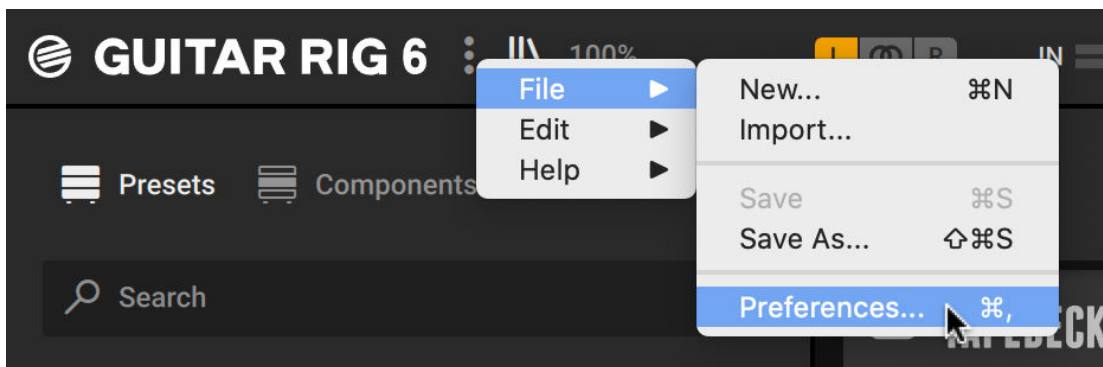 GUITAR RIG 6 100% L R IN
File New... ⌘N
Edit Import...
Help
Presets Components
Save ⌘S
Save As... ⇧⌘S
Search
Preferences... ⌘,